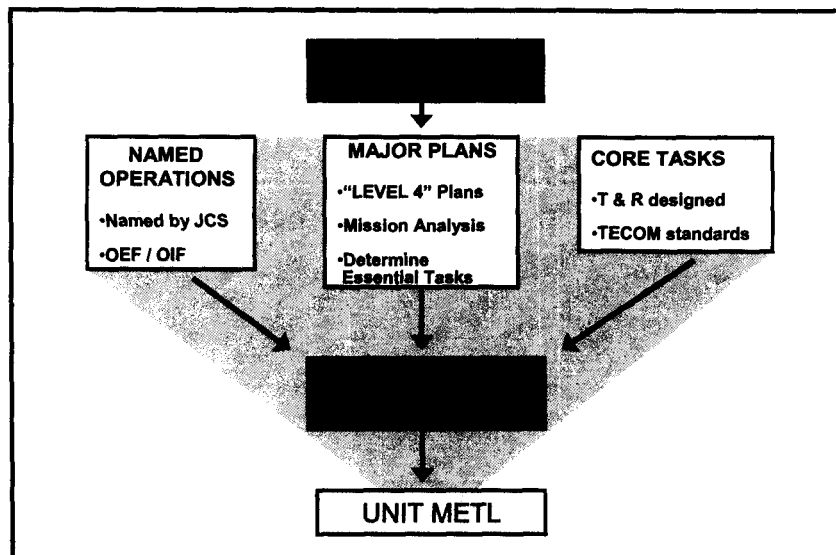 NAMED
OPERATIONS
•Named by JCS
•OEF / OIF
MAJOR PLANS
•"LEVEL 4" Plans
•Mission Analysis
•Determine
Essential Tasks
CORE TASKS
•T & R designed
•TECOM standards
UNIT METL